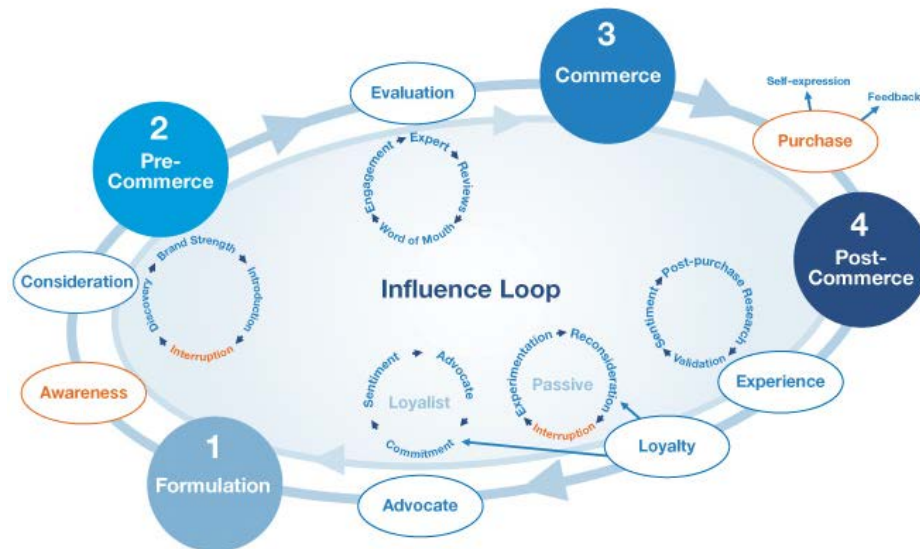 3
Commerce
Self-expression
Feedback
Evaluation
Purchase
2
Pre-
Commerce
Engagement
Expert
Reviews
Word of Mouth
4
Post-
Commerce
Consideration
Brand Strength
Introduction
Interruption
Discovery
Influence Loop
Sentiment
Post-purchase Research
Validation
Awareness
Sentiment
Advocate
Commitment
Loyalist
Experimentation
Reconsideration
Interruption
Passive
Experience
1
Formulation
Loyalty
Advocate